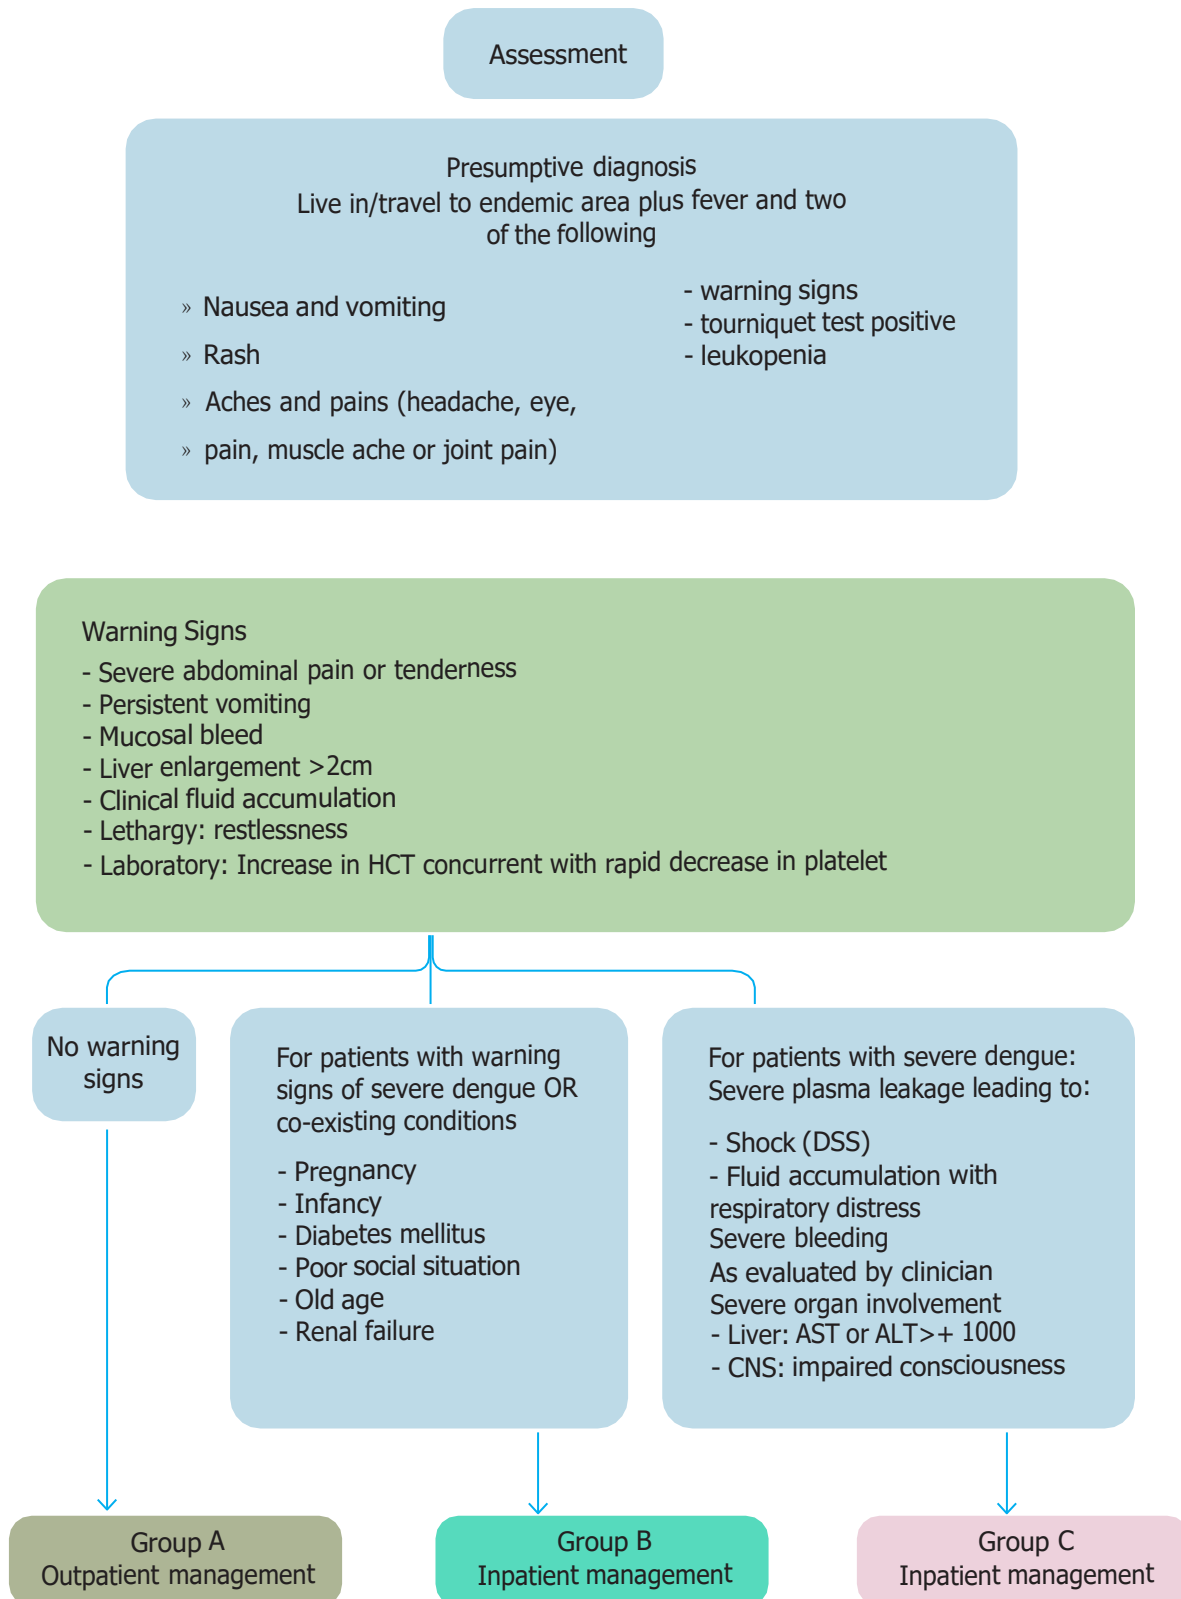 Assessment
Presumptive diagnosis
Live in/travel to endemic area plus fever and two
of the following
» Nausea and vomiting
» Rash
» Aches and pains (headache, eye,
» pain, muscle ache or joint pain)
- warning signs
- tourniquet test positive
- leukopenia
Warning Signs
- Severe abdominal pain or tenderness
- Persistent vomiting
- Mucosal bleed
- Liver enlargement >2cm
- Clinical fluid accumulation
- Lethargy: restlessness
- Laboratory: Increase in HCT concurrent with rapid decrease in platelet
No warning
signs
For patients with warning
signs of severe dengue OR
co-existing conditions
- Pregnancy
- Infancy
- Diabetes mellitus
- Poor social situation
- Old age
- Renal failure
For patients with severe dengue:
Severe plasma leakage leading to:
- Shock (DSS)
- Fluid accumulation with
respiratory distress
Severe bleeding
As evaluated by clinician
Severe organ involvement
- Liver: AST or ALT>+ 1000
- CNS: impaired consciousness
Group A
Outpatient management
Group B
Inpatient management
Group C
Inpatient management